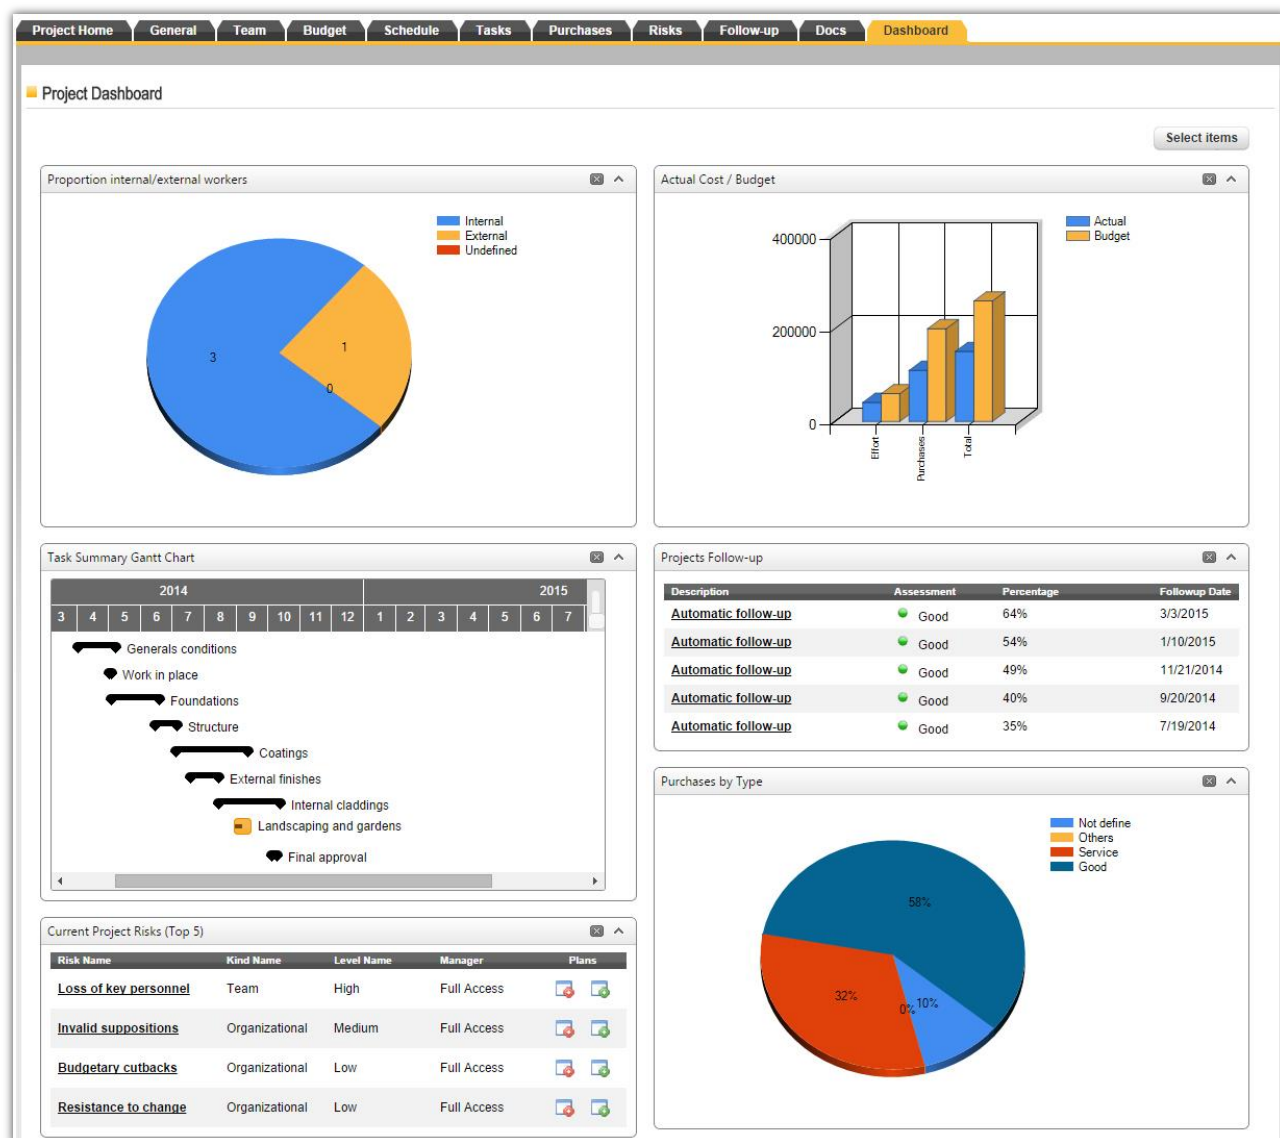 Project Home General Team Budget Schedule Tasks Purchases Risks Follow-up Docs Dashboard
Project Dashboard
Select items
Proportion internal/external workers
Internal
External
Undefined
3
1
0
Actual Cost / Budget
Actual
Budget
400000
200000
0
Effort
Purchases
Total
Task Summary Gantt Chart
2014 2015
3 4 5 6 7 8 9 10 11 12 1 2 3 4 5 6 7
Generals conditions
Work in place
Foundations
Structure
Coatings
External finishes
Internal claddings
Landscaping and gardens
Final approval
Projects Follow-up
Description Assessment Percentage Followup Date
Automatic follow-up Good 64% 3/3/2015
Automatic follow-up Good 54% 1/10/2015
Automatic follow-up Good 49% 11/21/2014
Automatic follow-up Good 40% 9/20/2014
Automatic follow-up Good 35% 7/19/2014
Purchases by Type
Not define
Others
Service
Good
58%
32%
0%
10%
Current Project Risks (Top 5)
Risk Name Kind Name Level Name Manager Plans
Loss of key personnel Team High Full Access
Invalid suppositions Organizational Medium Full Access
Budgetary cutbacks Organizational Low Full Access
Resistance to change Organizational Low Full Access